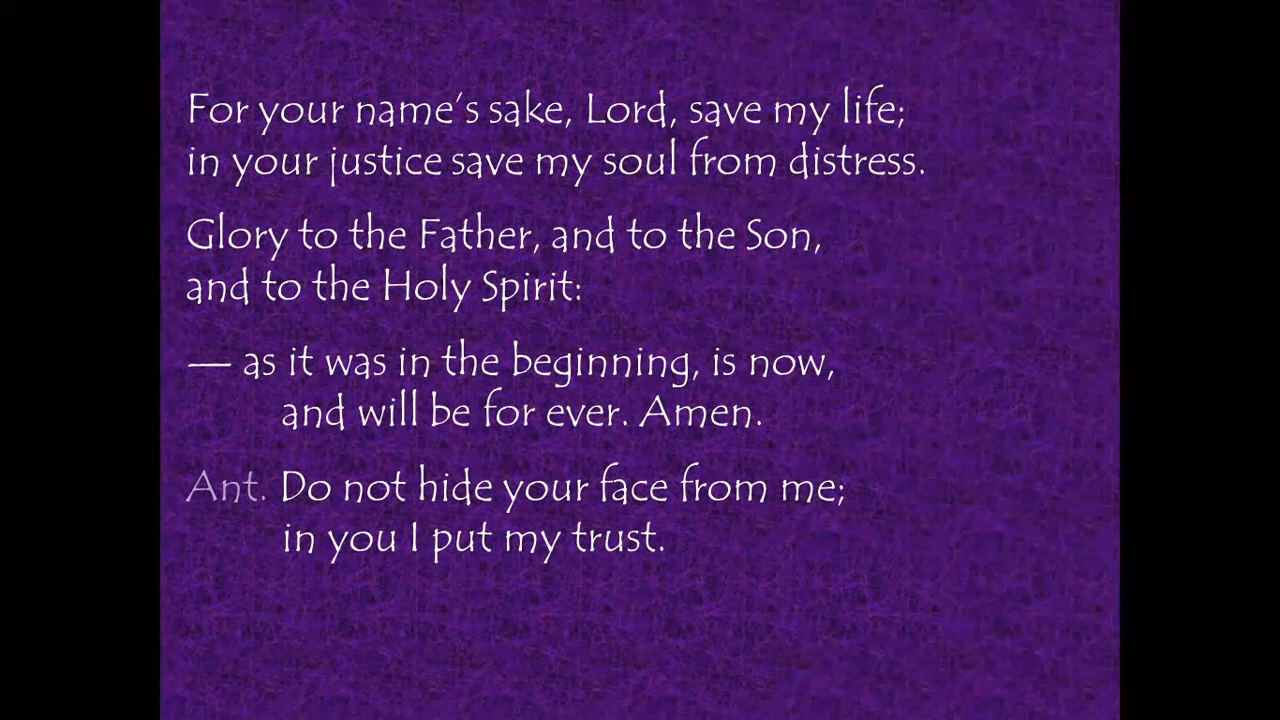 For your name's sake, Lord, save my life;
in your justice save my soul from distress.
Glory to the Father, and to the Son,
and to the Holy Spirit:
— as it was in the beginning, is now,
and will be for ever. Amen.
Ant. Do not hide your face from me;
in you I put my trust.